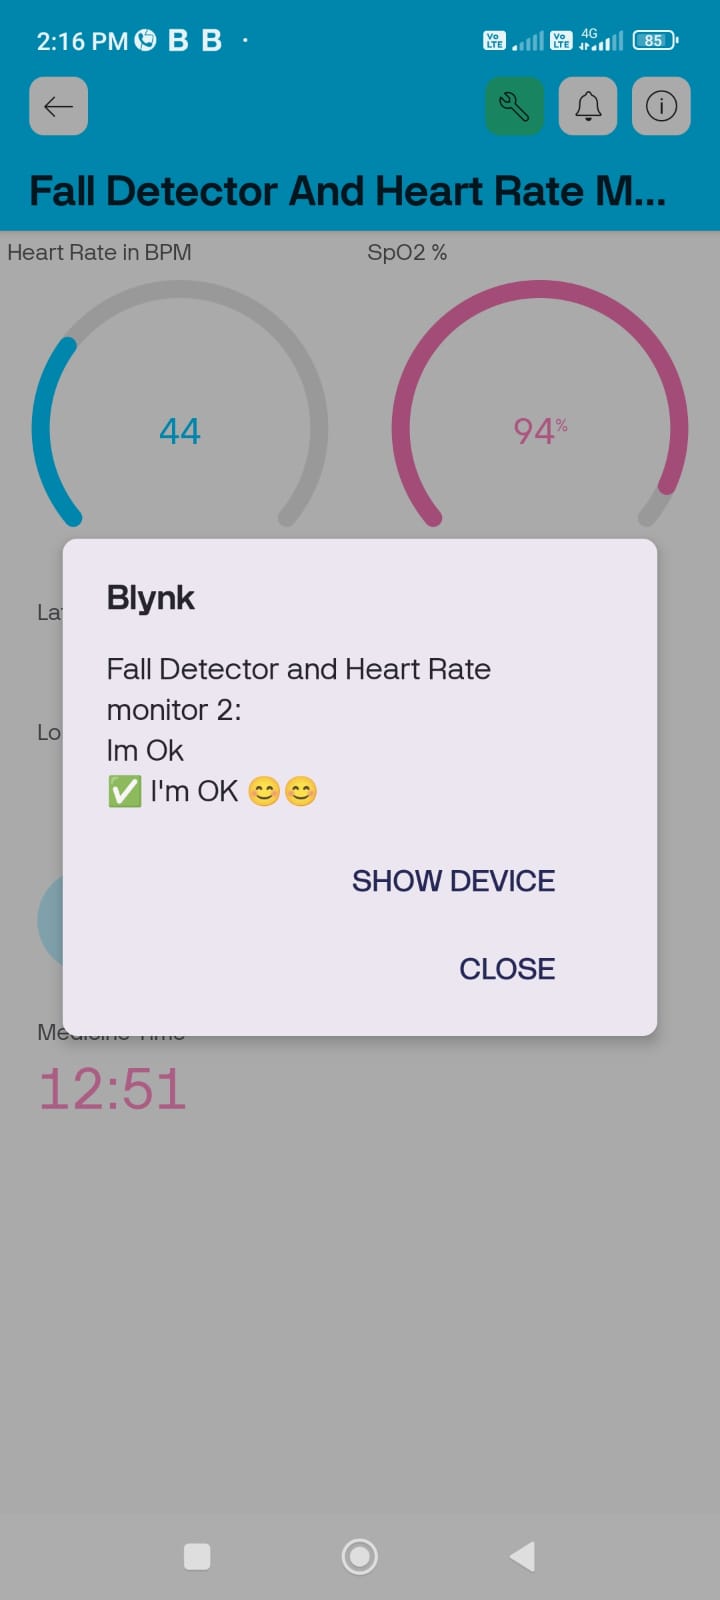 2:16 PM B B
Vo LTE Vo LTE 4G 85
Fall Detector And Heart Rate M...
Heart Rate in BPM SpO2 %
44 94%
La
Blynk
Fall Detector and Heart Rate
monitor 2:
Lo
Im Ok
✅ I'm OK 😊😊
SHOW DEVICE
CLOSE
Medicine Time
12:51